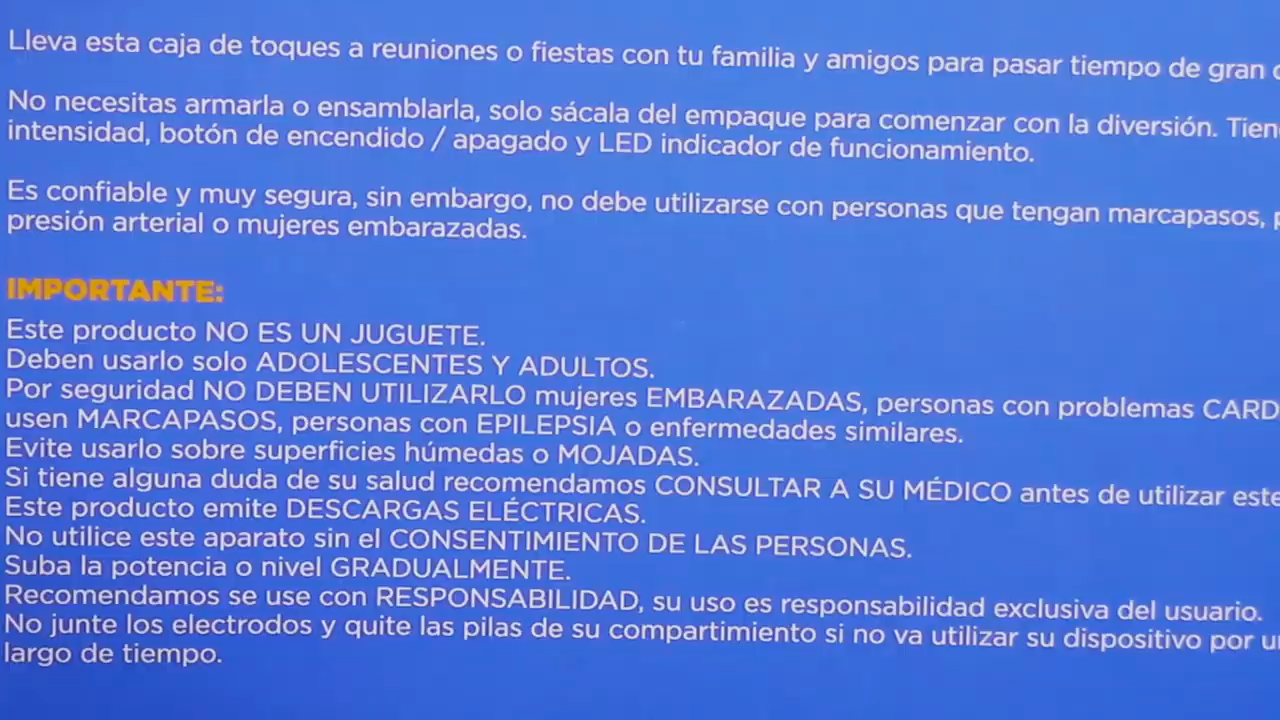 Lleva esta caja de toques a reuniones o fiestas con tu familia y amigos para pasar tiempo de gran
No necesitas armarla o ensamblarla, solo sácala del empaque para comenzar con la diversión. Tien
intensidad, botón de encendido / apagado y LED indicador de funcionamiento.
Es confiable y muy segura, sin embargo, no debe utilizarse con personas que tengan marcapasos,
presión arterial o mujeres embarazadas.
IMPORTANTE:
Este producto NO ES UN JUGUETE.
Deben usarlo solo ADOLESCENTES Y ADULTOS.
Por seguridad NO DEBEN UTILIZARLO mujeres EMBARAZADAS, personas con problemas CARD
usen MARCAPASOS, personas con EPILEPSIA o enfermedades similares.
Evite usarlo sobre superficies húmedas o MOJADAS.
Si tiene alguna duda de su salud recomendamos CONSULTAR A SU MÉDICO antes de utilizar este
Este producto emite DESCARGAS ELÉCTRICAS.
No utilice este aparato sin el CONSENTIMIENTO DE LAS PERSONAS.
Suba la potencia o nivel GRADUALMENTE.
Recomendamos se use con RESPONSABILIDAD, su uso es responsabilidad exclusiva del usuario.
No junte los electrodos y quite las pilas de su compartimiento si no va utilizar su dispositivo por
largo de tiempo.